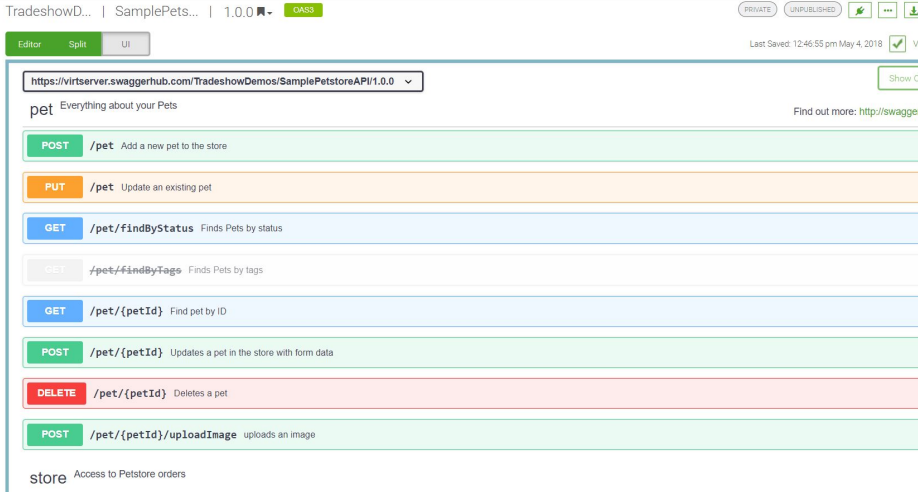 TradeshowD... | SamplePets... | 1.0.0 OAS3 PRIVATE UNPUBLISHED
Editor Split UI Last Saved: 12:46:55 pm May 4, 2018 V
https://virtserver.swaggerhub.com/TradeshowDemos/SamplePetstoreAPI/1.0.0 Show C
pet Everything about your Pets Find out more: http://swagge
POST /pet Add a new pet to the store
PUT /pet Update an existing pet
GET /pet/findByStatus Finds Pets by status
GET /pet/findByTags Finds Pets by tags
GET /pet/{petId} Find pet by ID
POST /pet/{petId} Updates a pet in the store with form data
DELETE /pet/{petId} Deletes a pet
POST /pet/{petId}/uploadImage uploads an image
store Access to Petstore orders